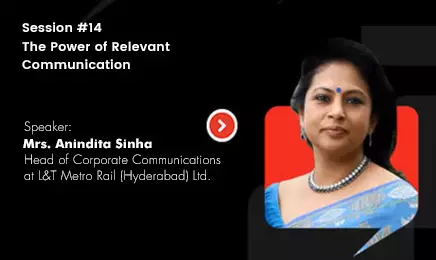 Session #14
The Power of Relevant
Communication
Speaker:
Mrs. Anindita Sinha
Head of Corporate Communications
at L&T Metro Rail (Hyderabad) Ltd.